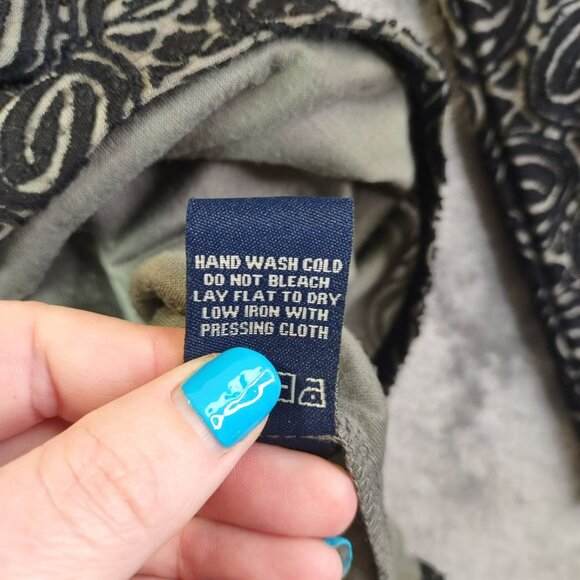 HAND WASH COLD
DO NOT BLEACH
LAY FLAT TO DRY
LOW IRON WITH
PRESSING CLOTH